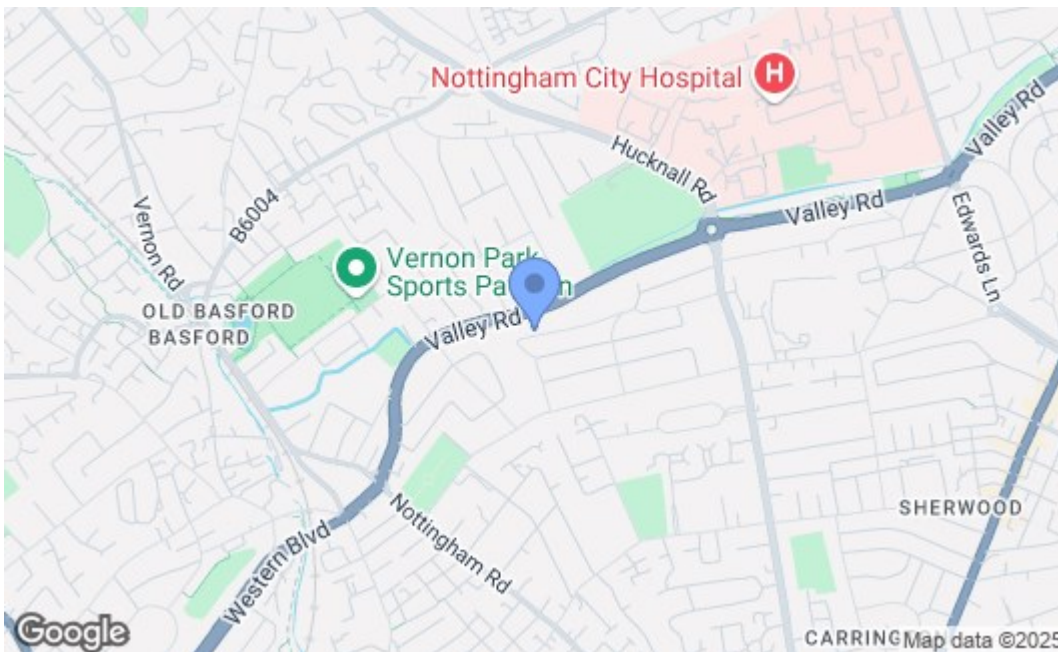 Nottingham City Hospital
H
Valley Rd
Hucknall Rd
Valley Rd
Edwards Ln
Vernon Rd
B6004
Vernon Park
Sports Pa
n
OLD BASFORD
BASFORD
Valley Rd
Nottingham Rd
Western Blvd
SHERWOOD
CARRING
Google
Map data ©2025